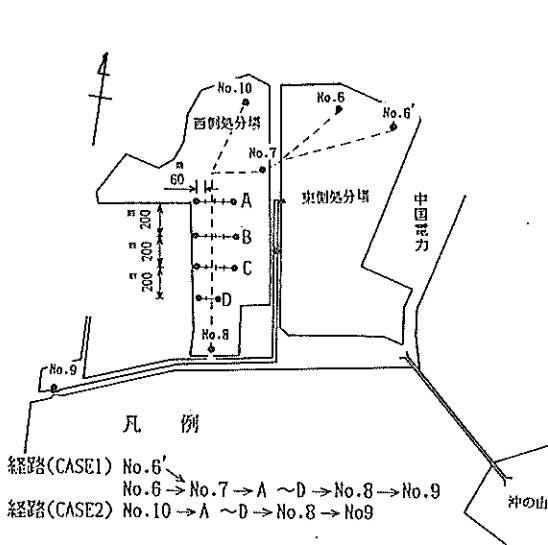 No.10
No.6
No.6'
西側処分場
No.7
m
60
A
東側処分場
中国電力
m
200
B
m
200
C
m
200
D
No.8
No.9
凡 例
経路(CASE1) No.6'
No.6→No.7→A ~D→No.8→No.9
経路(CASE2) No.10→A ~D→No.8→No9
沖の山